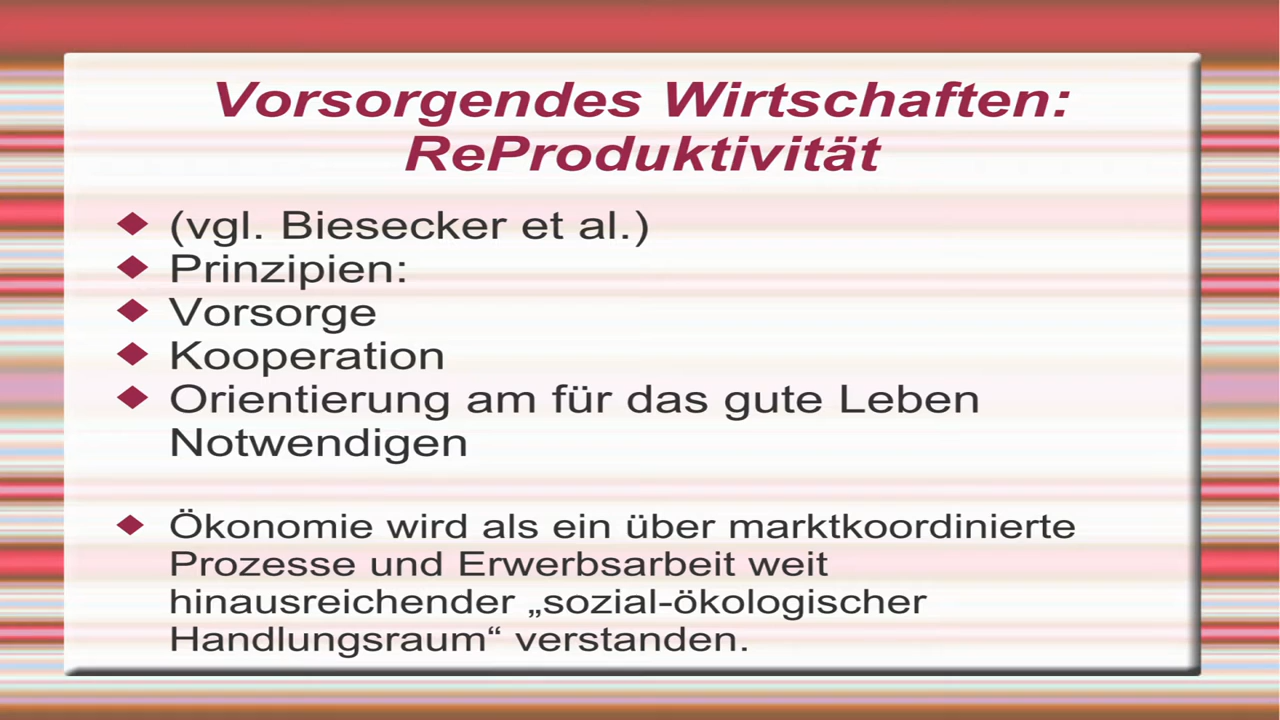 Vorsorgendes Wirtschaften:
ReProduktivität
(vgl. Biesecker et al.)
Prinzipien:
Vorsorge
Kooperation
Orientierung am für das gute Leben
Notwendigen
Ökonomie wird als ein über marktkoordinierte
Prozesse und Erwerbsarbeit weit
hinausreichender „sozial-ökologischer
Handlungsraum“ verstanden.